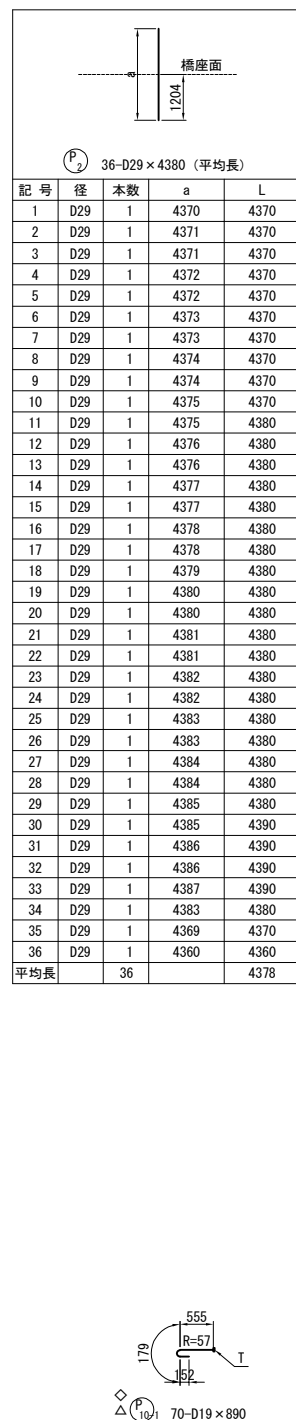 a
橋座面
1204
P2 36-D29×4380 (平均長)
記 号 径 本数 a L
1 D29 1 4370 4370
2 D29 1 4371 4370
3 D29 1 4371 4370
4 D29 1 4372 4370
5 D29 1 4372 4370
6 D29 1 4373 4370
7 D29 1 4373 4370
8 D29 1 4374 4370
9 D29 1 4374 4370
10 D29 1 4375 4370
11 D29 1 4375 4380
12 D29 1 4376 4380
13 D29 1 4376 4380
14 D29 1 4377 4380
15 D29 1 4377 4380
16 D29 1 4378 4380
17 D29 1 4378 4380
18 D29 1 4379 4380
19 D29 1 4380 4380
20 D29 1 4380 4380
21 D29 1 4381 4380
22 D29 1 4381 4380
23 D29 1 4382 4380
24 D29 1 4382 4380
25 D29 1 4383 4380
26 D29 1 4383 4380
27 D29 1 4384 4380
28 D29 1 4384 4380
29 D29 1 4385 4380
30 D29 1 4385 4390
31 D29 1 4386 4390
32 D29 1 4386 4390
33 D29 1 4387 4390
34 D29 1 4383 4380
35 D29 1 4369 4370
36 D29 1 4360 4360
平均長 36 4378
555
R=57
179
T
152
P10-1 70-D19×890